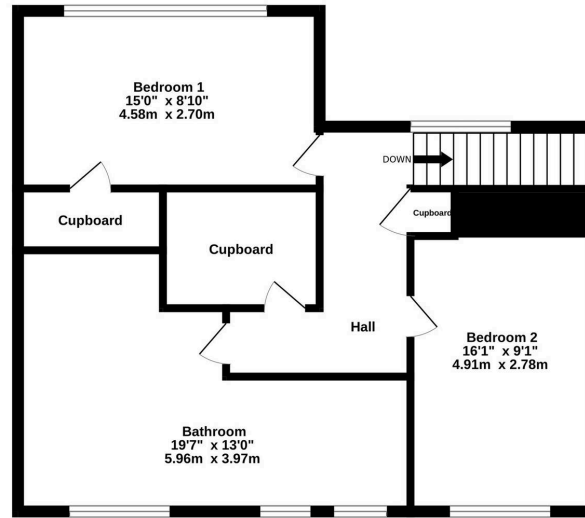 Bedroom 1
15'0" x 8'10"
4.58m x 2.70m
DOWN
Cupboard
Cupboard
Cupboard
Hall
Bedroom 2
16'1" x 9'1"
4.91m x 2.78m
Bathroom
19'7" x 13'0"
5.96m x 3.97m